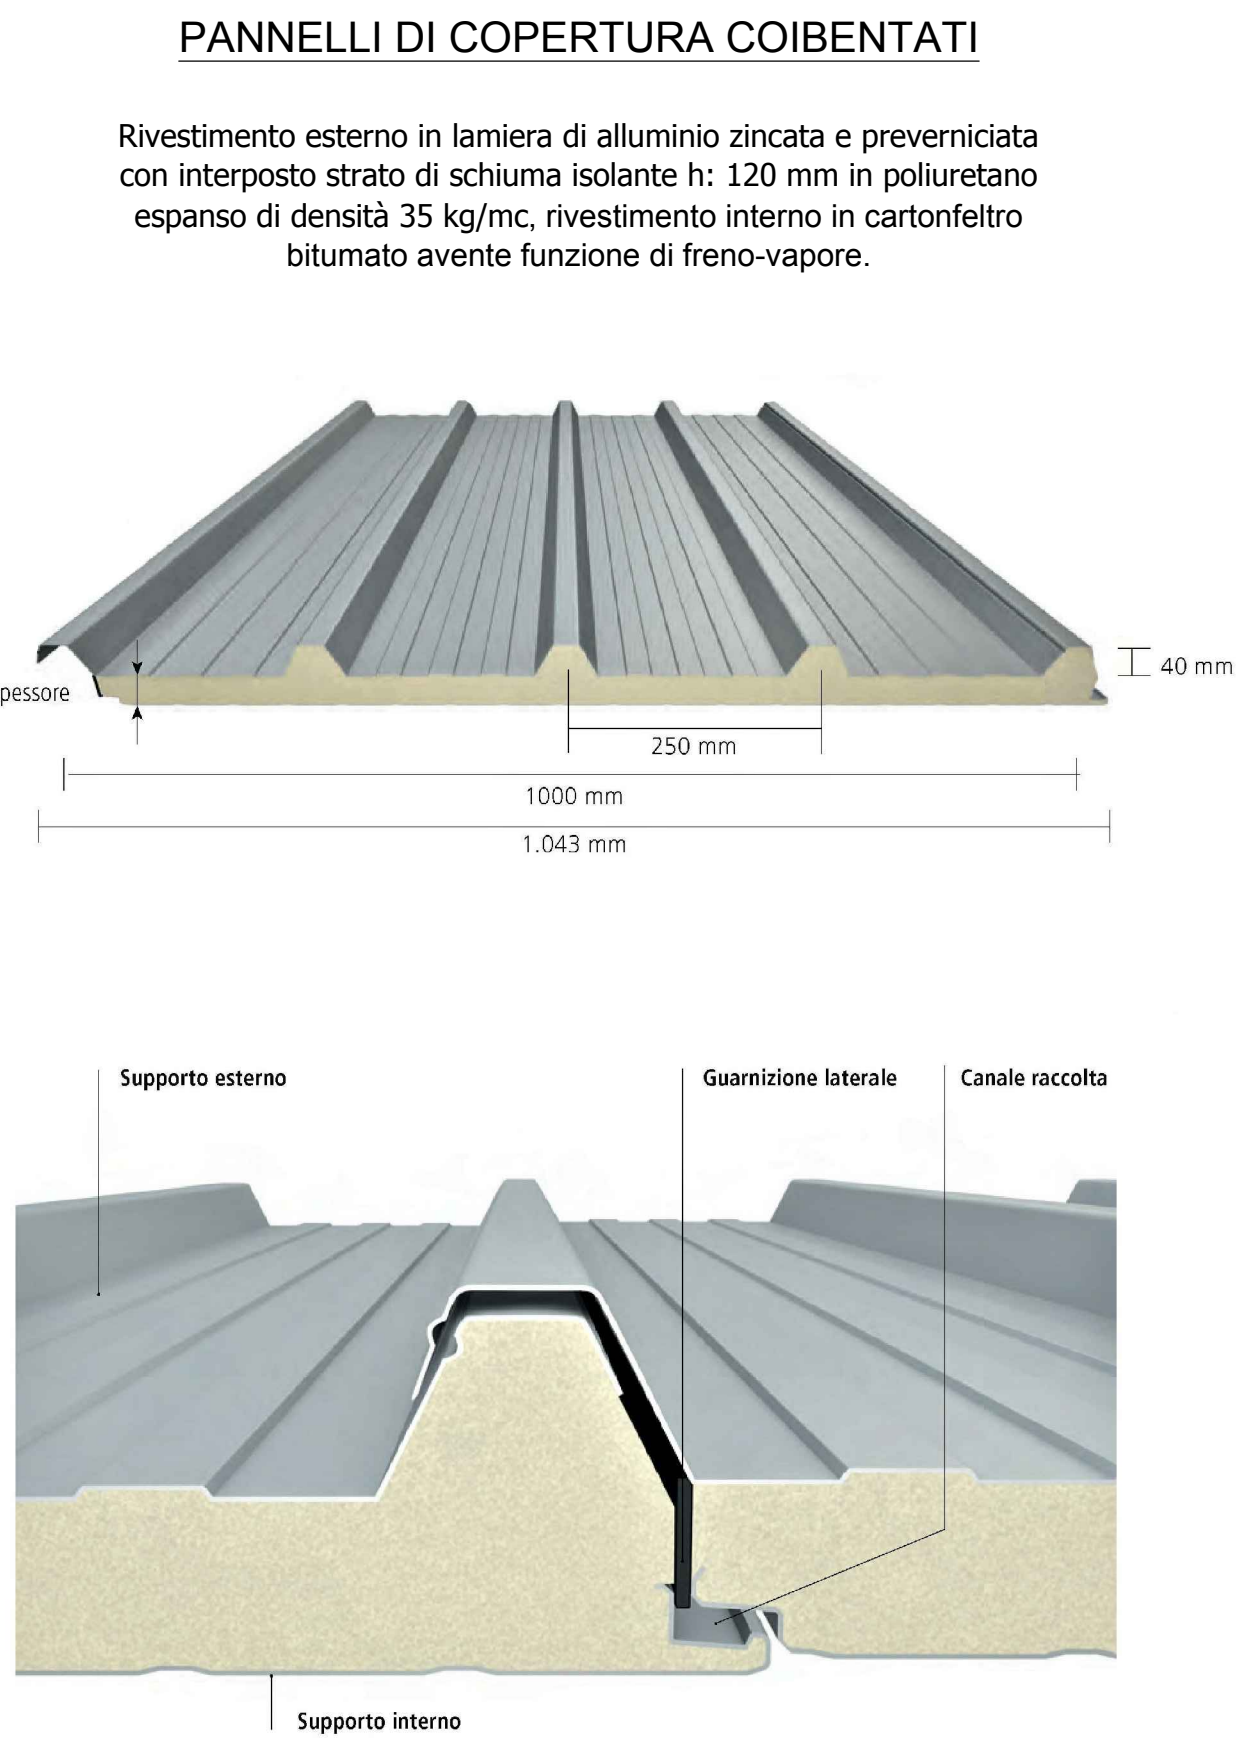 PANNELLI DI COPERTURA COIBENTATI
Rivestimento esterno in lamiera di alluminio zincata e preverniciata
con interposto strato di schiuma isolante h: 120 mm in poliuretano
espanso di densità 35 kg/mc, rivestimento interno in cartonfeltro
bitumato avente funzione di freno-vapore.
40 mm
pessore
250 mm
1000 mm
1.043 mm
Supporto esterno
Guarnizione laterale
Canale raccolta
Supporto interno